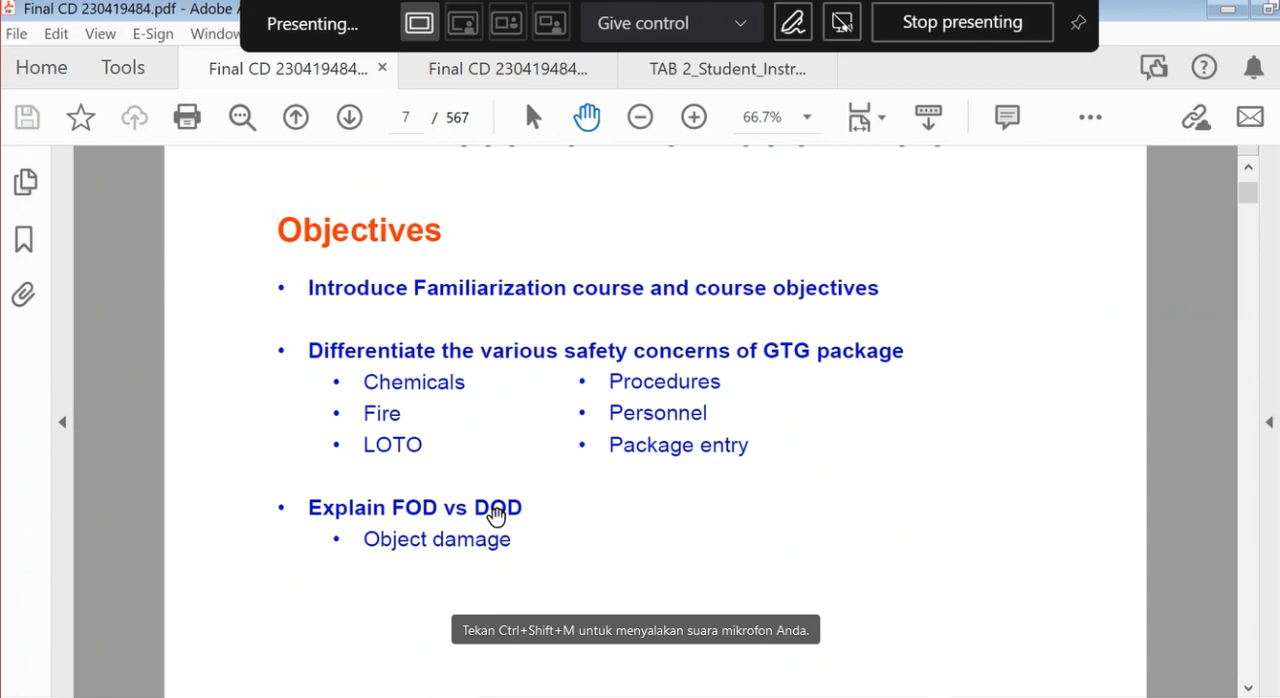 Final CD 230419484.pdf - Adobe
Presenting...
Give control
Stop presenting
File Edit View E-Sign Window
Home Tools
Final CD 230419484... ×
Final CD 230419484...
TAB 2_Student_Instr...
7 / 567
66.7%
Objectives
• Introduce Familiarization course and course objectives
• Differentiate the various safety concerns of GTG package
• Chemicals • Procedures
• Fire • Personnel
• LOTO • Package entry
• Explain FOD vs DOD
• Object damage
Tekan Ctrl+Shift+M untuk menyalakan suara mikrofon Anda.